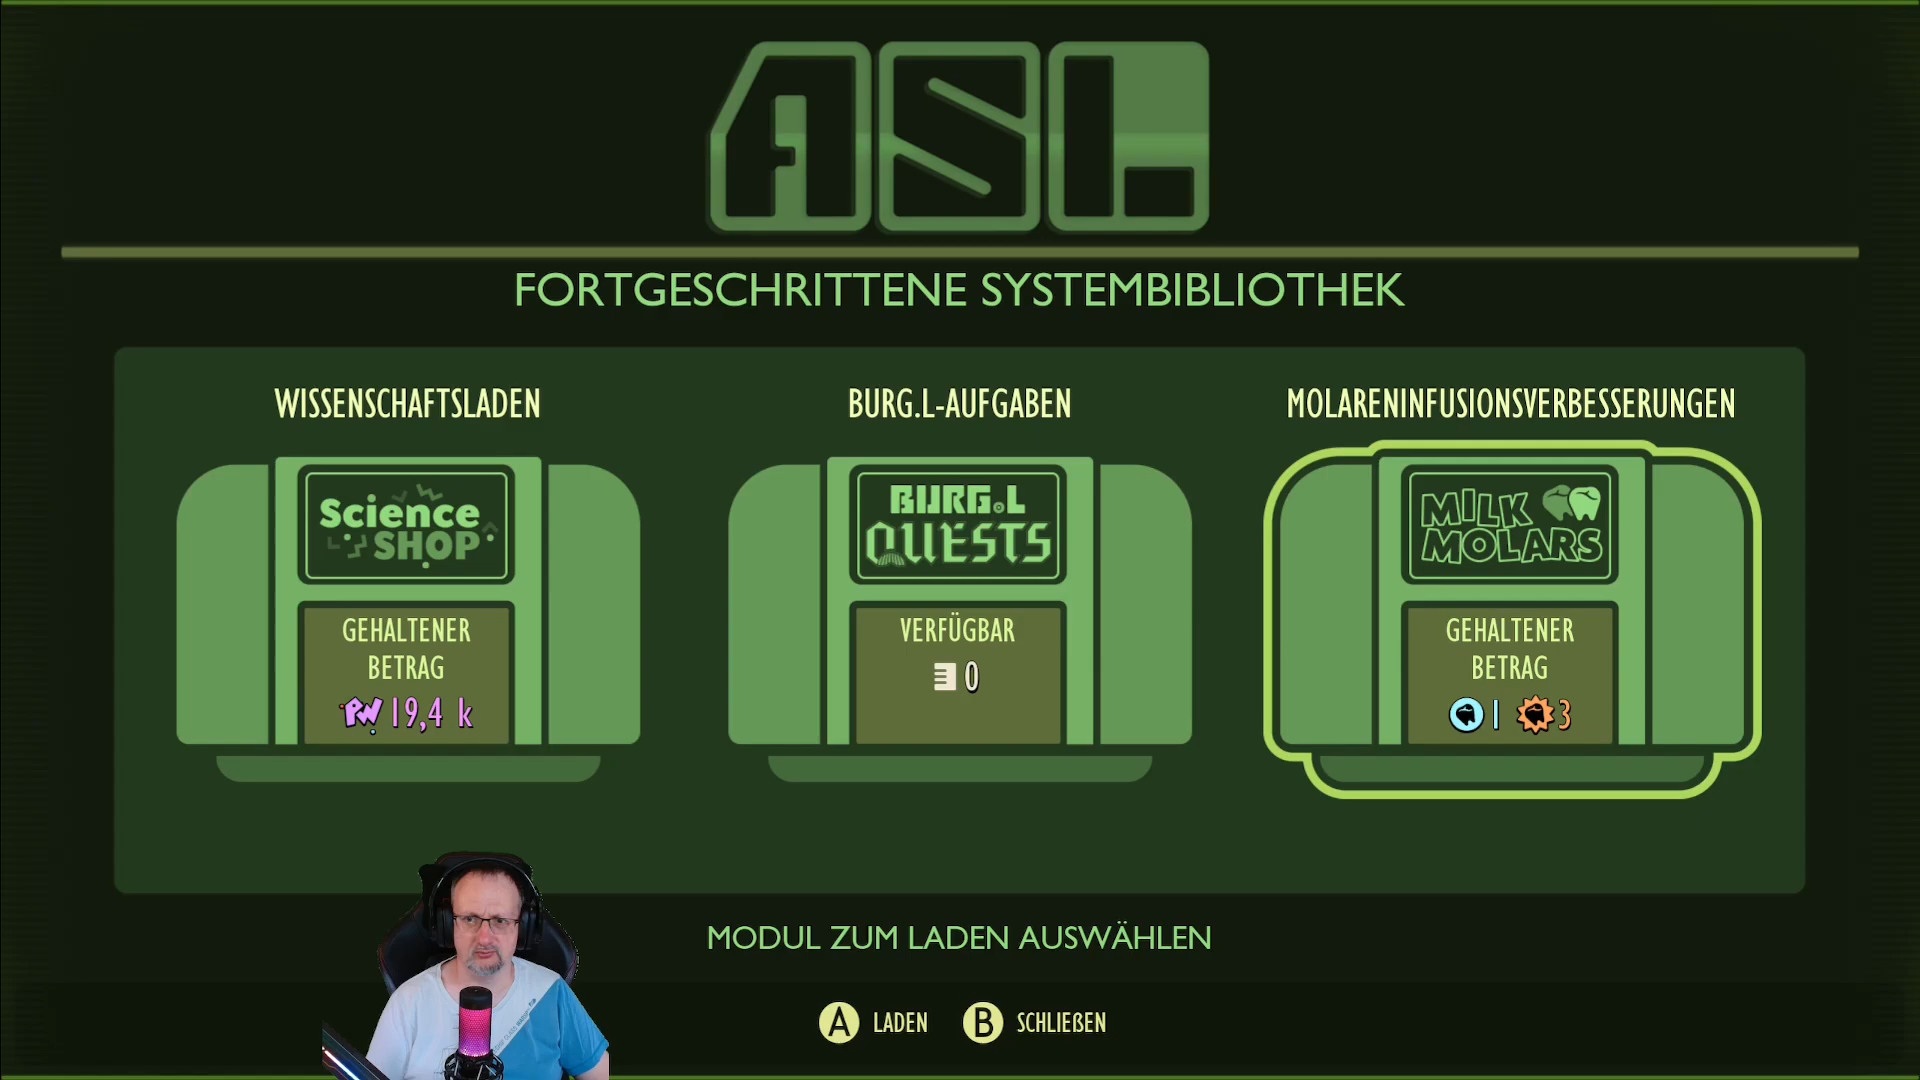 ASL
FORTGESCHRITTENE SYSTEMBIBLIOTHEK
WISSENSCHAFTSLADEN
Science
SHOP
GEHALTENER
BETRAG
19,4 k
BURG.L-AUFGABEN
BURG.L
QUESTS
VERFÜGBAR
0
MOLARENINFUSIONSVERBESSERUNGEN
MILK
MOLARS
GEHALTENER
BETRAG
1 3
MODUL ZUM LADEN AUSWÄHLEN
A LADEN B SCHLIEßEN